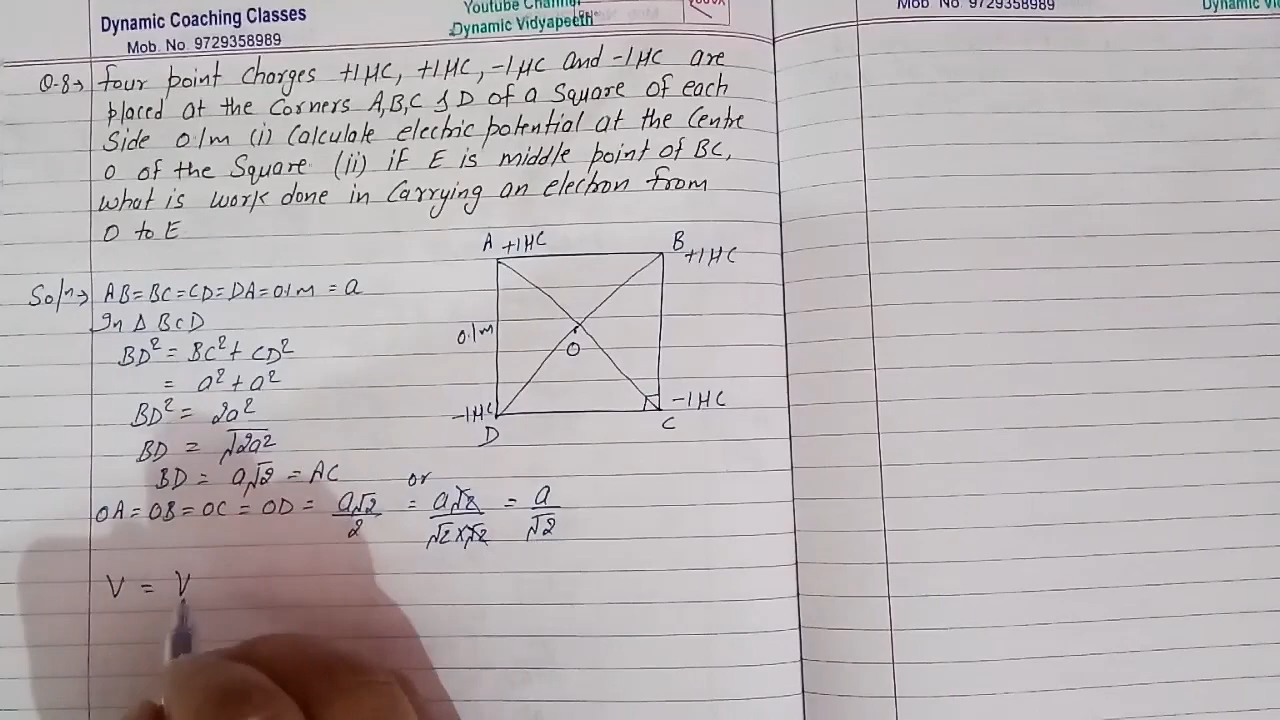 Dynamic Coaching Classes
Mob. No. 9729358989
Youtube Channel
Dynamic Vidyapeeth
Mob No. 9729358989
Q.8→ four point Charges +1μC, +1μC, -1μC and -1μC are
placed at the Corners A,B,C & D of a Square of each
Side 0.1m (i) Calculate electric potential at the Centre
O of the Square (ii) if E is middle point of BC,
what is work done in Carrying an electron from
O to E
Soln→ AB=BC=CD=DA=0.1m = a
In Δ BCD
BD² = BC² + CD²
= a² + a²
BD² = 2a²
BD = √2a²
BD = a√2 = AC
OA = OB = OC = OD = a√2/2 or = a√2/√2×√2 = a/√2
V = V
A +1μC
B +1μC
0.1m
O
-1μC D
-1μC C